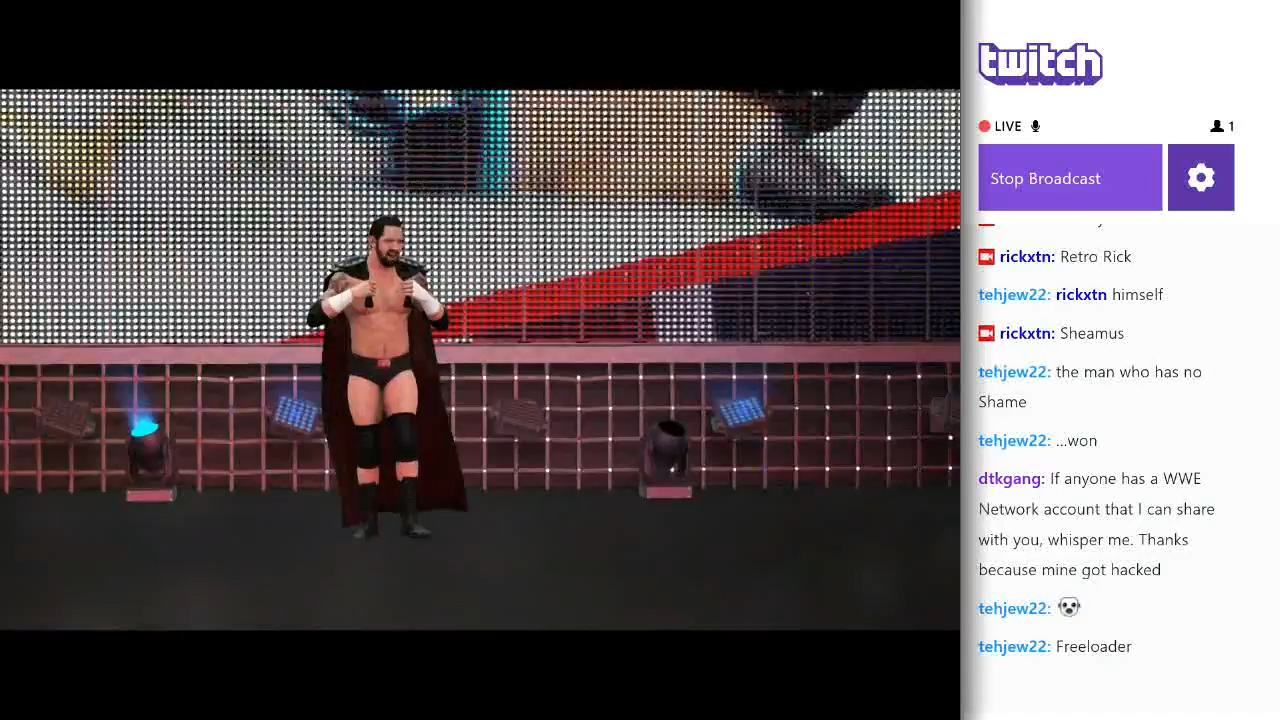 twitch
LIVE
1
Stop Broadcast
rickxtn: Retro Rick
tehjew22: rickxtn himself
rickxtn: Sheamus
tehjew22: the man who has no
Shame
tehjew22: ...won
dtkgang: If anyone has a WWE
Network account that I can share
with you, whisper me. Thanks
because mine got hacked
tehjew22:
tehjew22: Freeloader